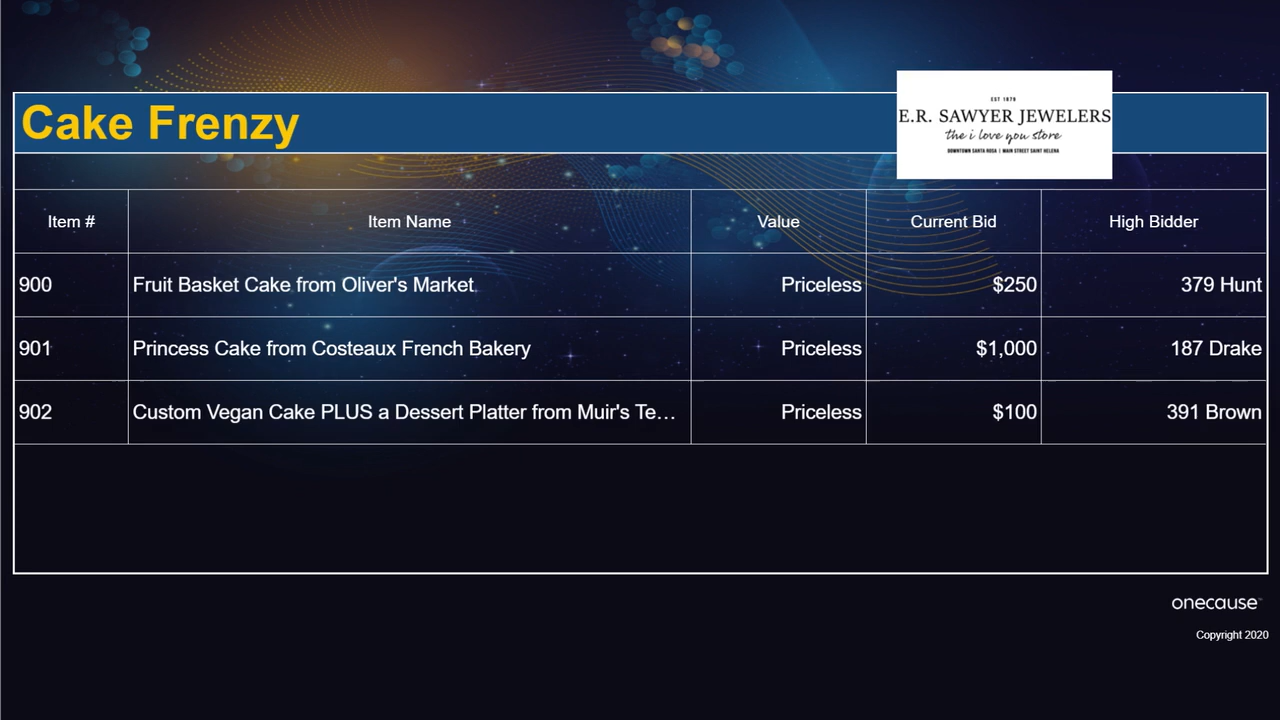 EST 1879
E.R. SAWYER JEWELERS
the i love you store
DOWNTOWN SANTA ROSA | MAIN STREET SAINT HELENA
Cake Frenzy
Item # Item Name Value Current Bid High Bidder
900 Fruit Basket Cake from Oliver's Market Priceless $250 379 Hunt
901 Princess Cake from Costeaux French Bakery Priceless $1,000 187 Drake
902 Custom Vegan Cake PLUS a Dessert Platter from Muir's Te… Priceless $100 391 Brown
onecause™
Copyright 2020